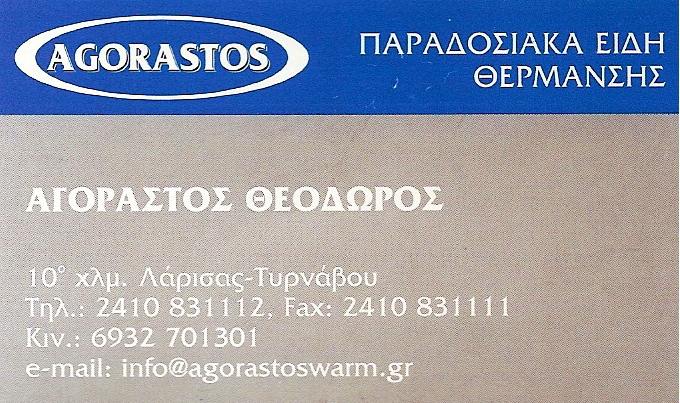 AGORASTOS
ΠΑΡΑΔΟΣΙΑΚΑ ΕΙΔΗ
ΘΕΡΜΑΝΣΗΣ
ΑΓΟΡΑΣΤΟΣ ΘΕΟΔΩΡΟΣ
10° χλμ. Λάρισας-Τυρνάβου
Τηλ.: 2410 831112, Fax: 2410 831111
Κιν.: 6932 701301
e-mail: info@agorastoswarm.gr